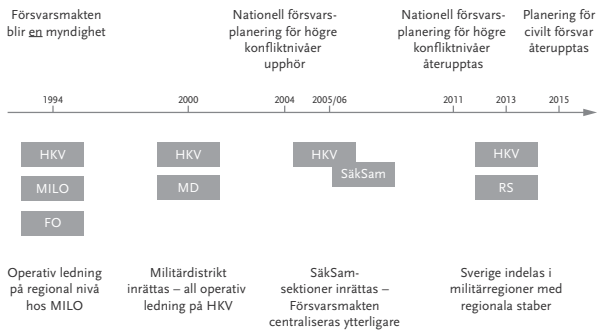 Försvarsmakten
blir en myndighet
Nationell försvars-
planering för högre
konfliktnivåer
upphör
Nationell försvars-
planering för högre
konfliktnivåer
återupptas
Planering för
civilt försvar
återupptas
1994
2000
2004
2005/06
2011
2013
2015
HKV
MILO
FO
HKV
MD
HKV
SäkSam
HKV
RS
Operativ ledning
på regional nivå
hos MILO
Militärdistrikt
inrättas – all operativ
ledning på HKV
SäkSam-
sektioner inrättas –
Försvarsmakten
centraliseras ytterligare
Sverige indelas i
militärregioner med
regionala staber